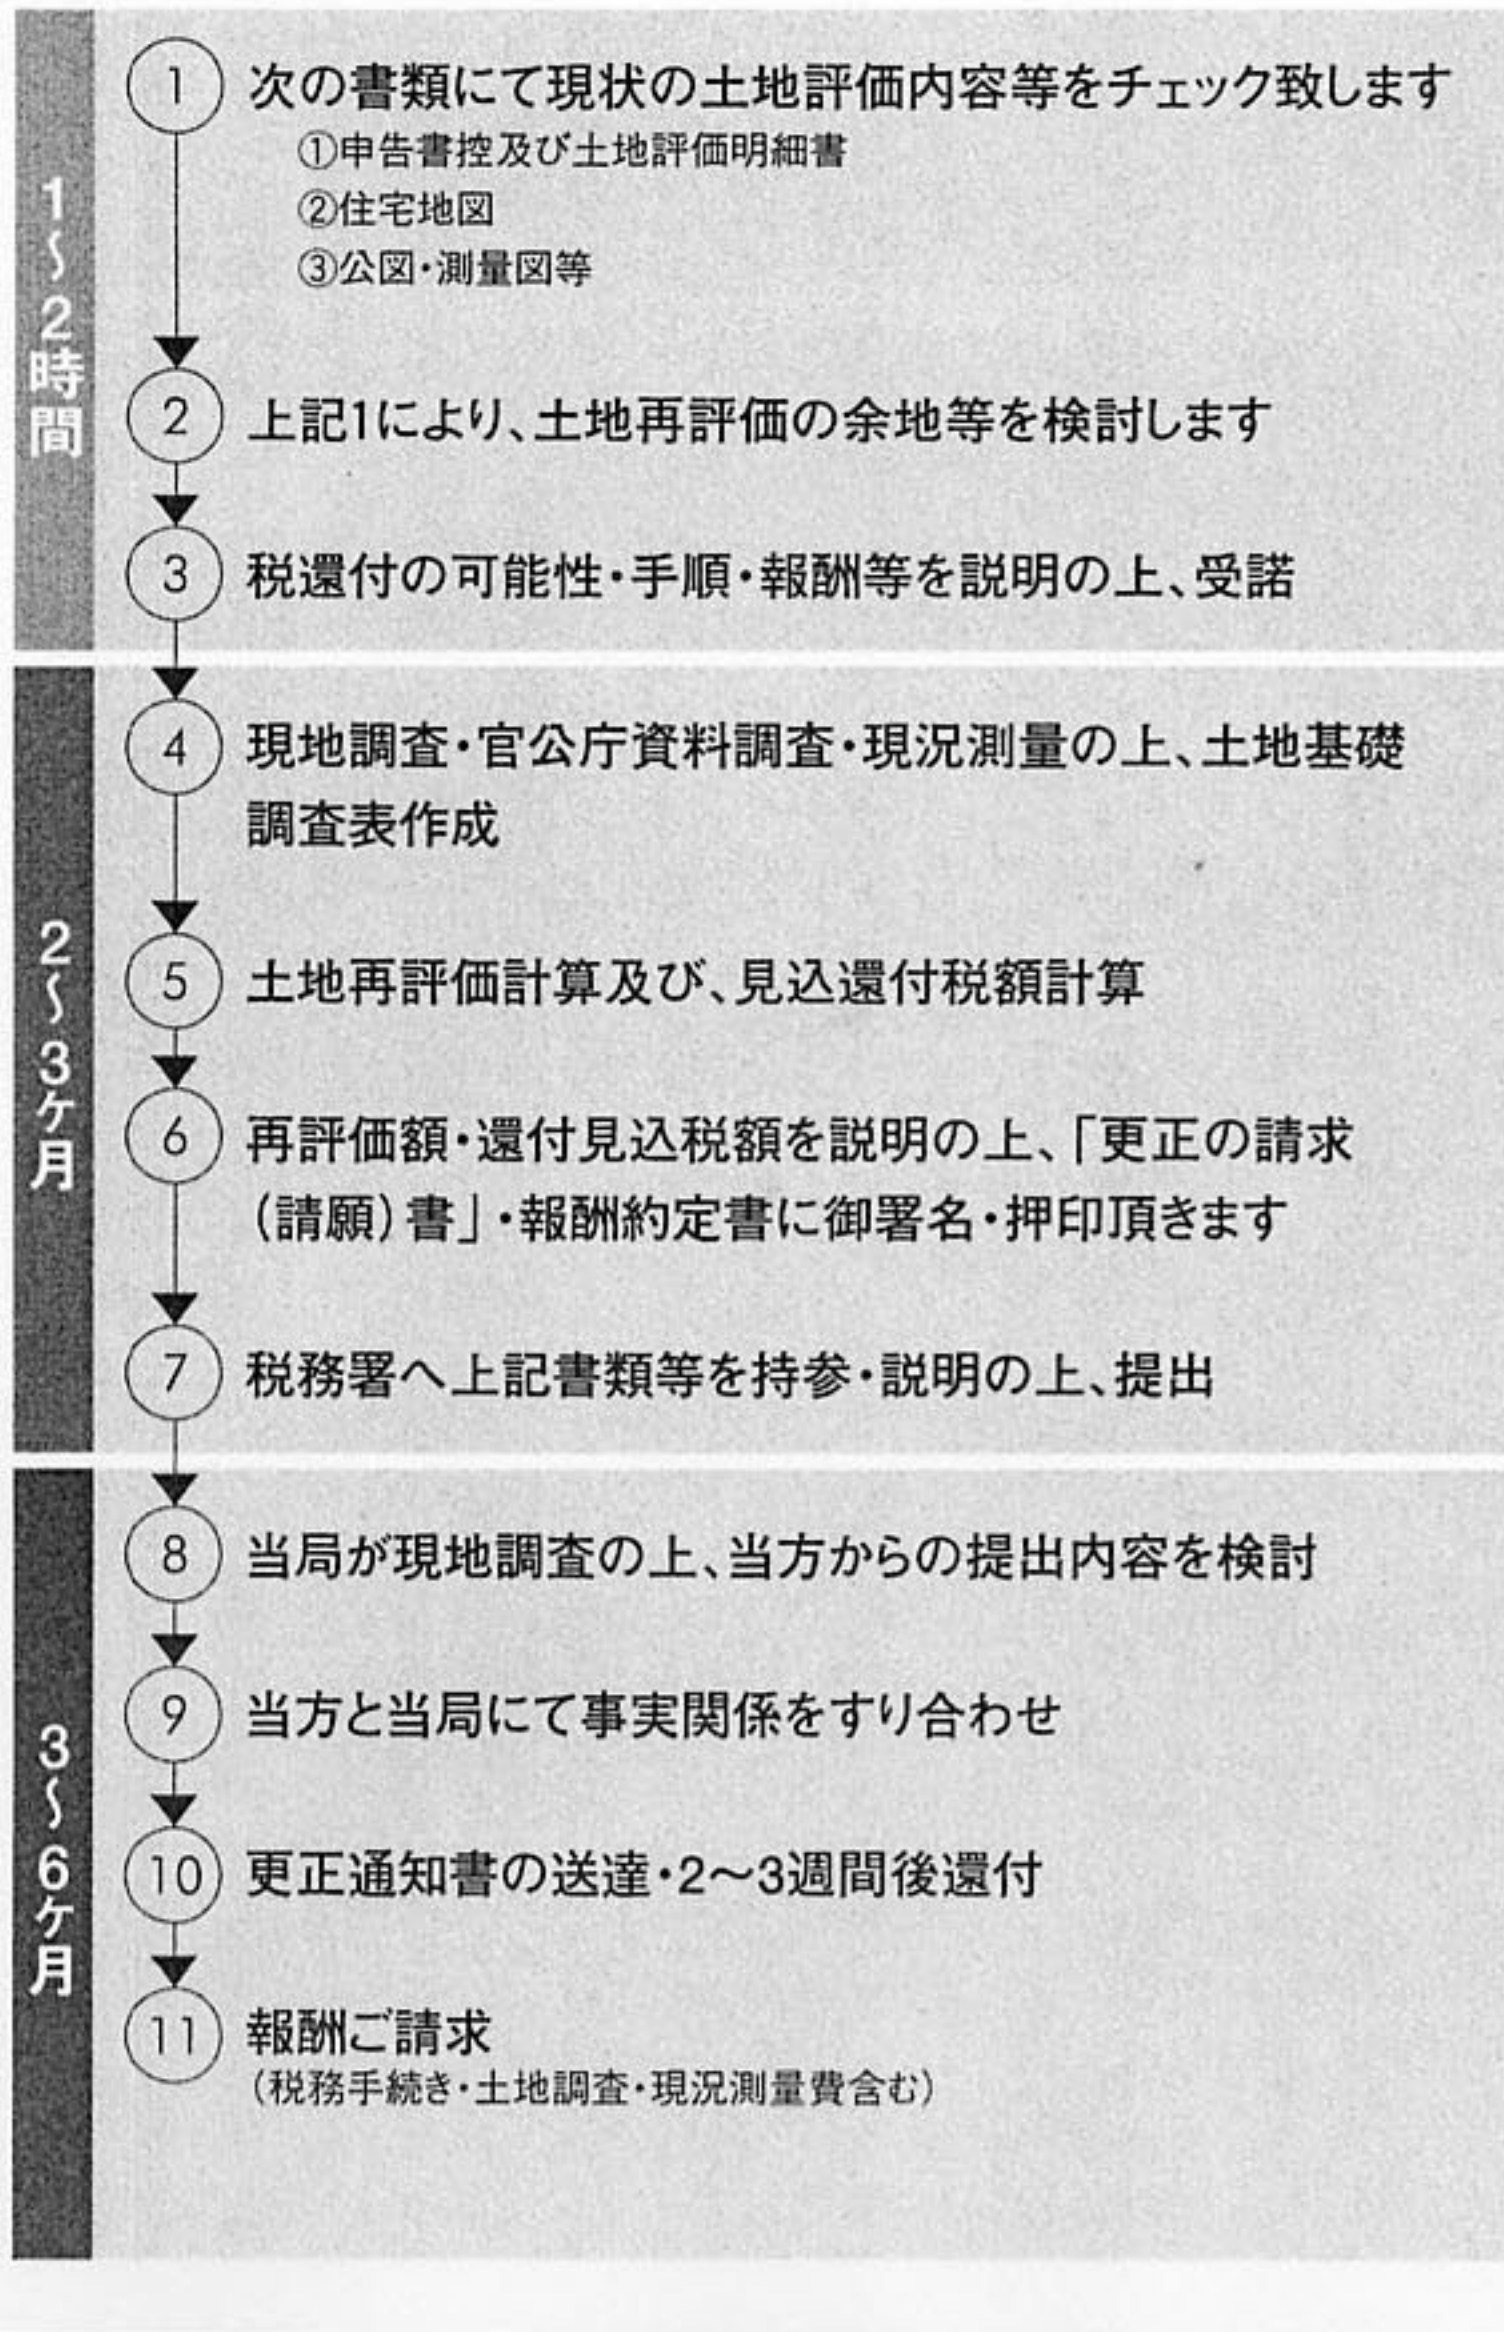 1～2時間
1 次の書類にて現状の土地評価内容等をチェック致します
①申告書控及び土地評価明細書
②住宅地図
③公図・測量図等
2 上記1により、土地再評価の余地等を検討します
3 税還付の可能性・手順・報酬等を説明の上、受諾
2～3ケ月
4 現地調査・官公庁資料調査・現況測量の上、土地基礎
調査表作成
5 土地再評価計算及び、見込還付税額計算
6 再評価額・還付見込税額を説明の上、「更正の請求
（請願）書」・報酬約定書に御署名・押印頂きます
7 税務署へ上記書類等を持参・説明の上、提出
3～6ケ月
8 当局が現地調査の上、当方からの提出内容を検討
9 当方と当局にて事実関係をすり合わせ
10 更正通知書の送達・2～3週間後還付
11 報酬ご請求
（税務手続き・土地調査・現況測量費含む）